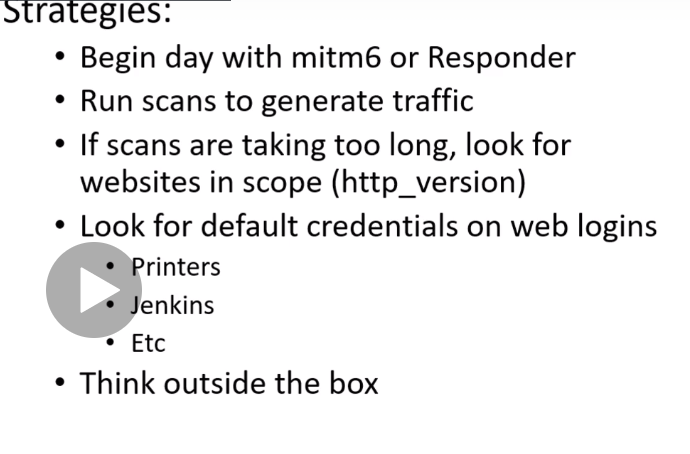 Strategies:
• Begin day with mitm6 or Responder
• Run scans to generate traffic
• If scans are taking too long, look for
websites in scope (http_version)
• Look for default credentials on web logins
• Printers
• Jenkins
• Etc
• Think outside the box